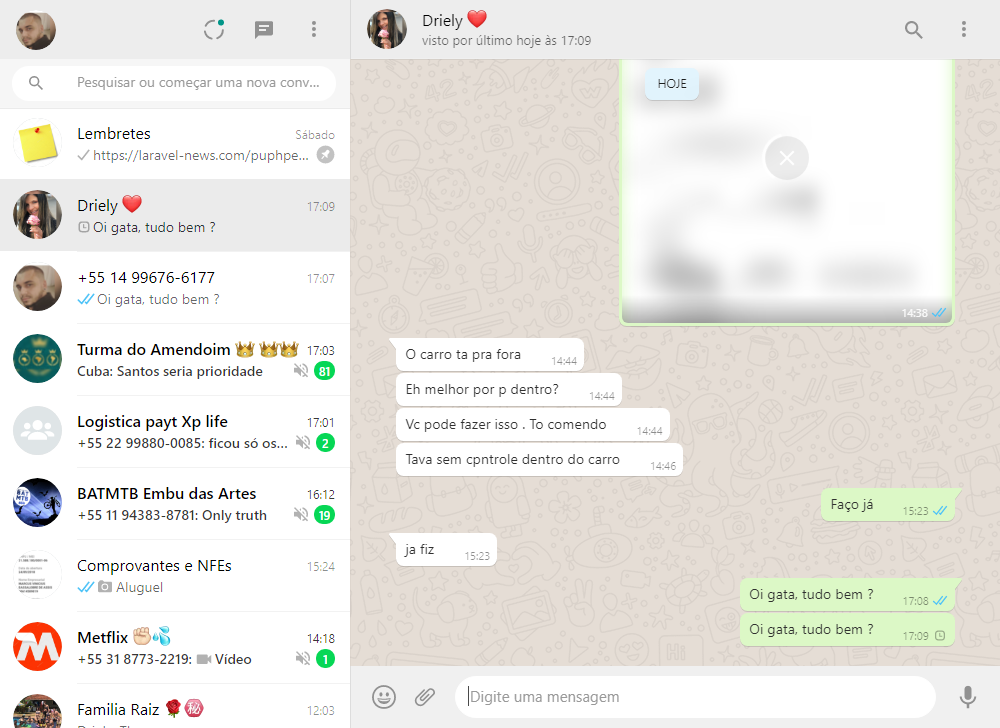 Pesquisar ou começar uma nova conv...
Lembretes
Sábado
https://laravel-news.com/puphpe...
Driely ❤️
17:09
Oi gata, tudo bem ?
+55 14 99676-6177
17:07
Oi gata, tudo bem ?
Turma do Amendoim 👑 👑👑
17:03
Cuba: Santos seria prioridade
81
Logistica payt Xp life
17:01
+55 22 99880-0085: ficou só os...
2
BATMTB Embu das Artes
16:12
+55 11 94383-8781: Only truth
19
Comprovantes e NFEs
15:24
Aluguel
Metflix ✊🏼💦
14:18
+55 31 8773-2219: Vídeo
1
Familia Raiz 🌹㊙️
12:03
Driely ❤️
visto por último hoje às 17:09
HOJE
14:38
O carro ta pra fora
14:44
Eh melhor por p dentro?
14:44
Vc pode fazer isso . To comendo
14:44
Tava sem cpntrole dentro do carro
14:46
Faço já
15:23
ja fiz
15:23
Oi gata, tudo bem ?
17:08
Oi gata, tudo bem ?
17:09
Digite uma mensagem